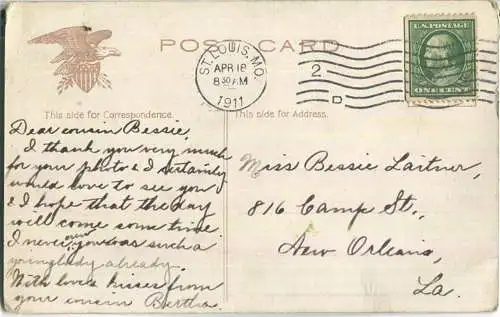 POST CARD
ST. LOUIS, MO.
APR 18
8 30 AM
1911
2
D
U.S. POSTAGE
ONE CENT
This side for Correspondence.
This side for Address.
Dear cousin Bessie,
I thank you very much
for your photo & I certainly
would love to see you
& I hope that the day
will come some time.
I never knew you was such a
young lady already.
With love & kisses from
your cousin Bertha.
Miss Bessie Laitner,
816 Camp St.,
New Orleans,
La.